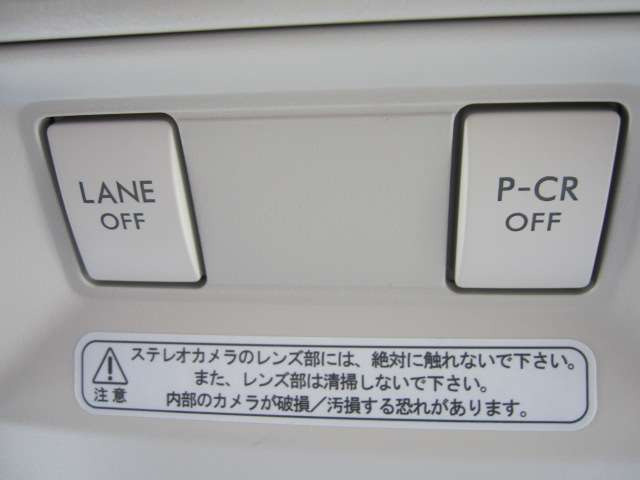 LANE
OFF
P-CR
OFF
ステレオカメラのレンズ部には、絶対に触れないで下さい。
また、レンズ部は清掃しないで下さい。
内部のカメラが破損／汚損する恐れがあります。
注意